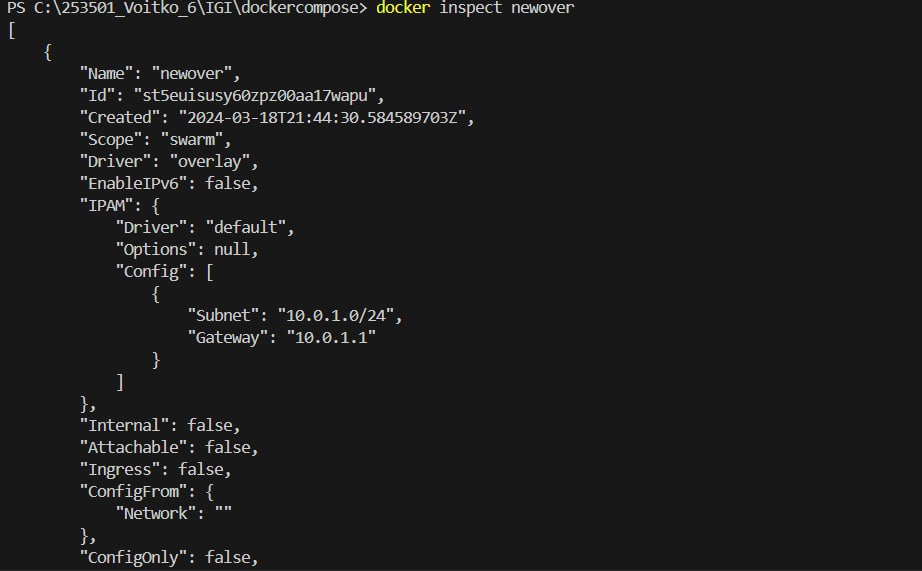 PS C:\253501_Voitko_6\IGI\dockercompose> docker inspect newover
[
    {
        "Name": "newover",
        "Id": "st5euisusy60zpz00aa17wapu",
        "Created": "2024-03-18T21:44:30.584589703Z",
        "Scope": "swarm",
        "Driver": "overlay",
        "EnableIPv6": false,
        "IPAM": {
            "Driver": "default",
            "Options": null,
            "Config": [
                {
                    "Subnet": "10.0.1.0/24",
                    "Gateway": "10.0.1.1"
                }
            ]
        },
        "Internal": false,
        "Attachable": false,
        "Ingress": false,
        "ConfigFrom": {
            "Network": ""
        },
        "ConfigOnly": false,